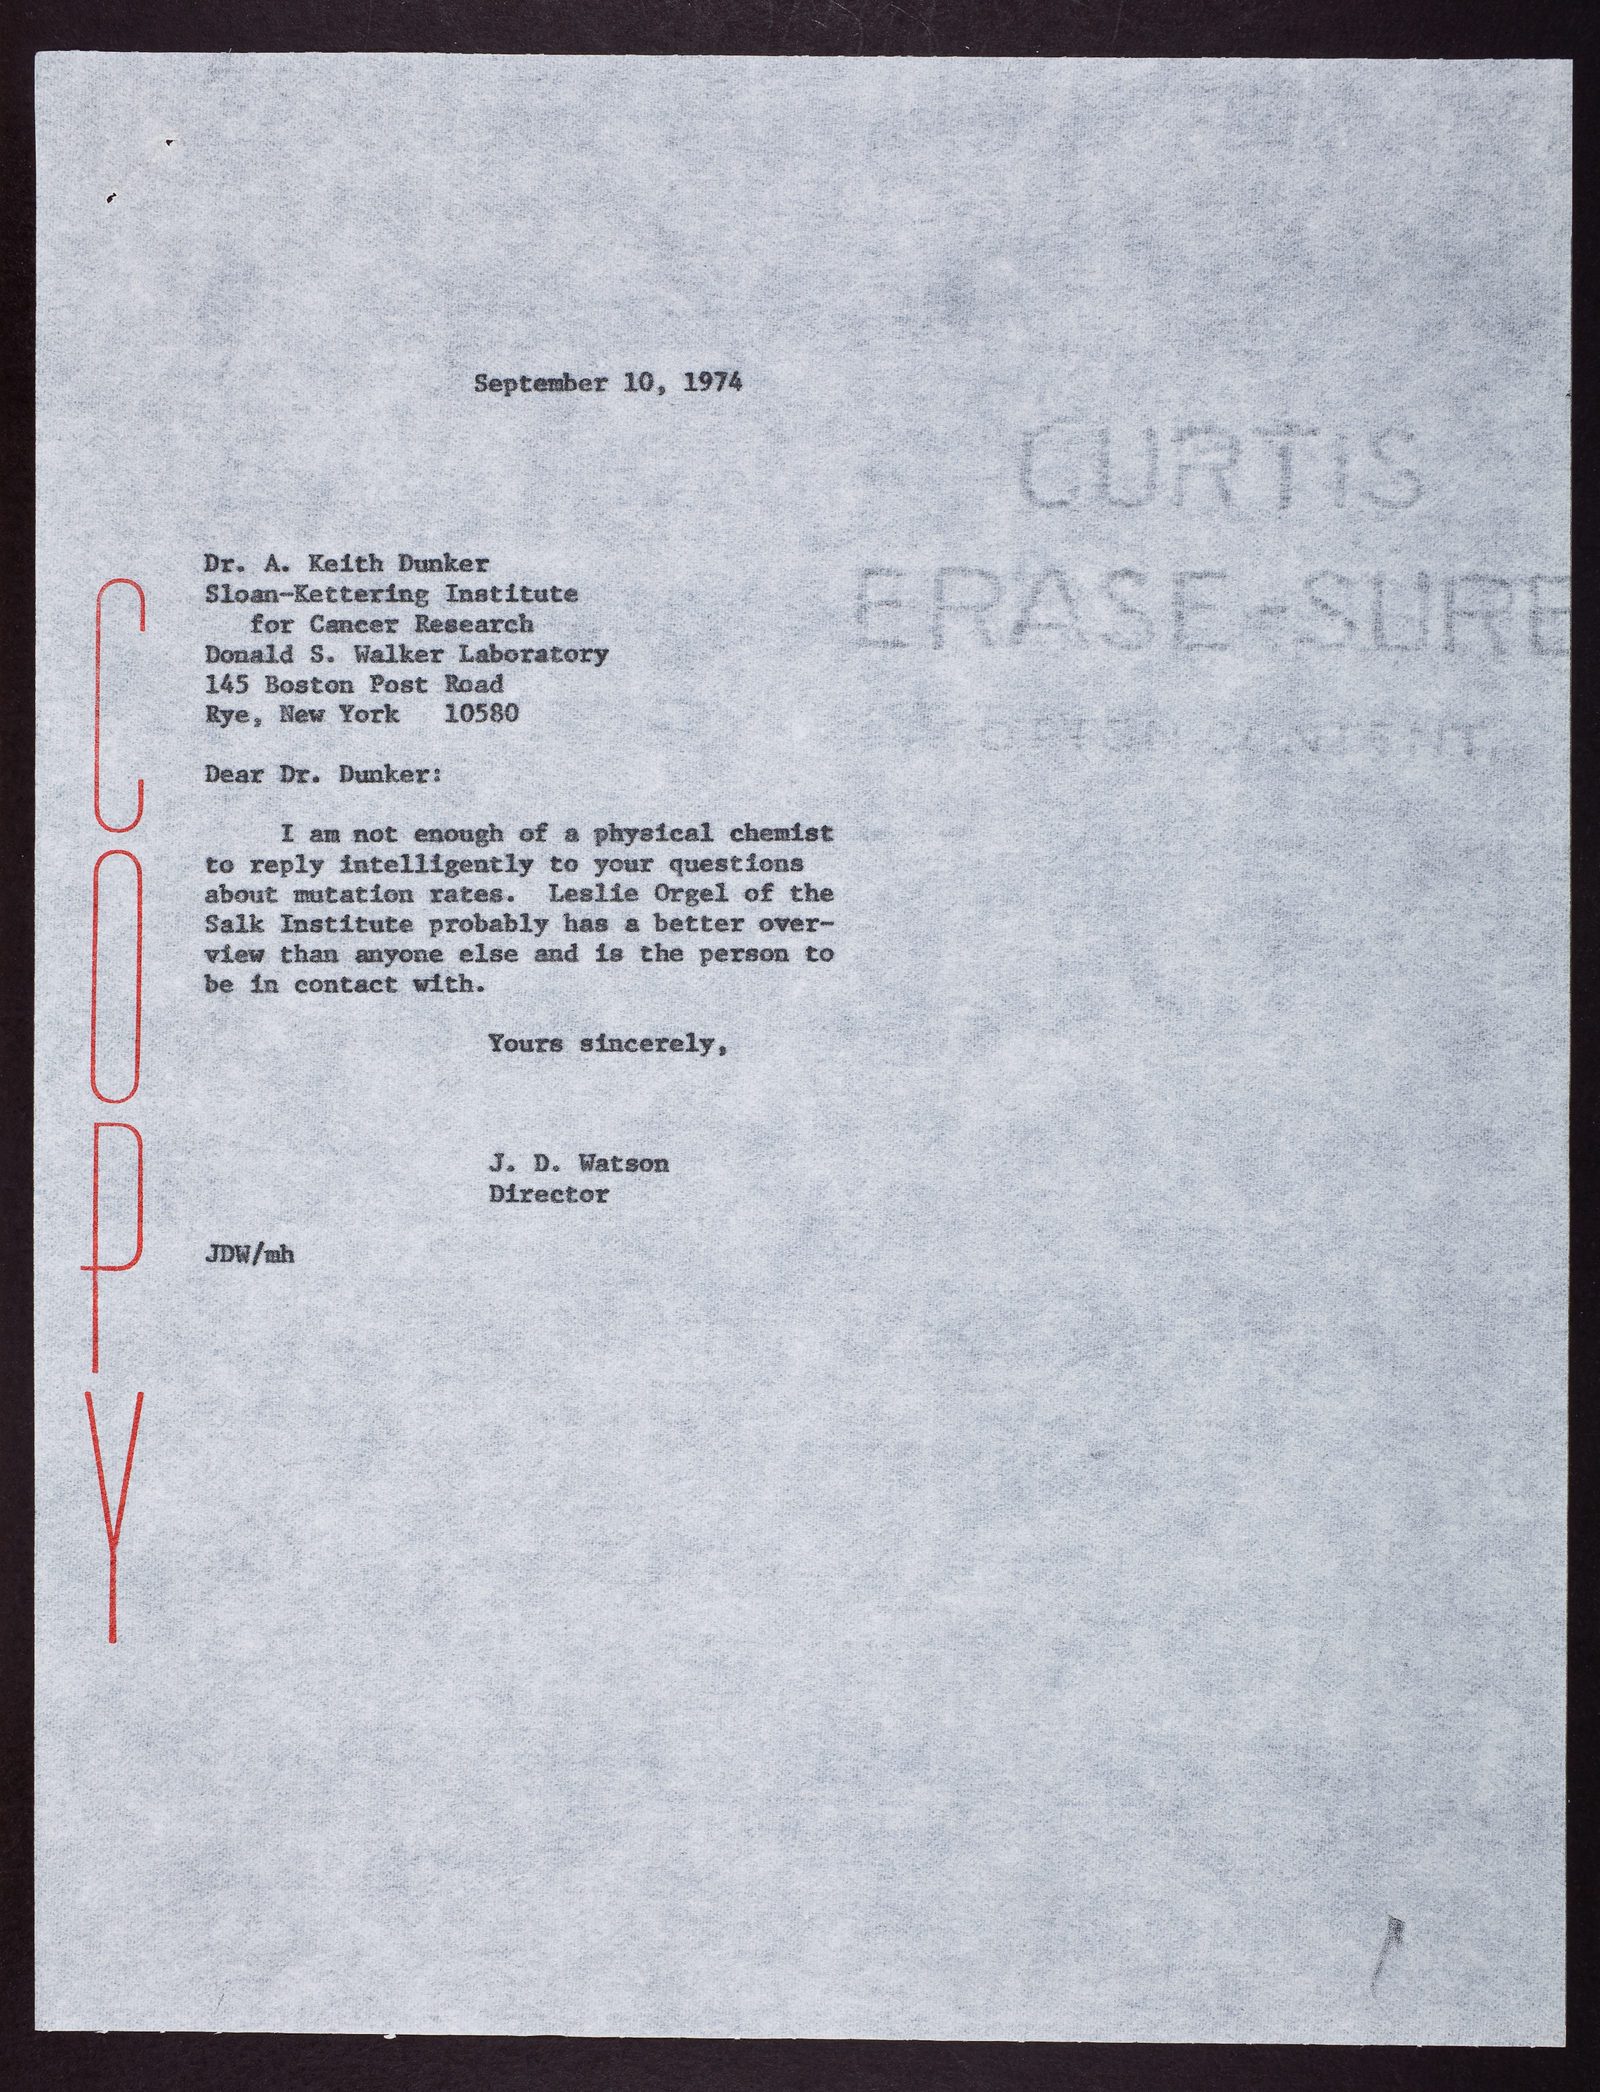 September 10, 1974
CURTIS
ERASE-SURE
Dr. A. Keith Dunker
Sloan-Kettering Institute
for Cancer Research
Donald S. Walker Laboratory
145 Boston Post Road
Rye, New York 10580
Dear Dr. Dunker:
I am not enough of a physical chemist
to reply intelligently to your questions
about mutation rates. Leslie Orgel of the
Salk Institute probably has a better over-
view than anyone else and is the person to
be in contact with.
Yours sincerely,
J. D. Watson
Director
JDW/mh
COPY